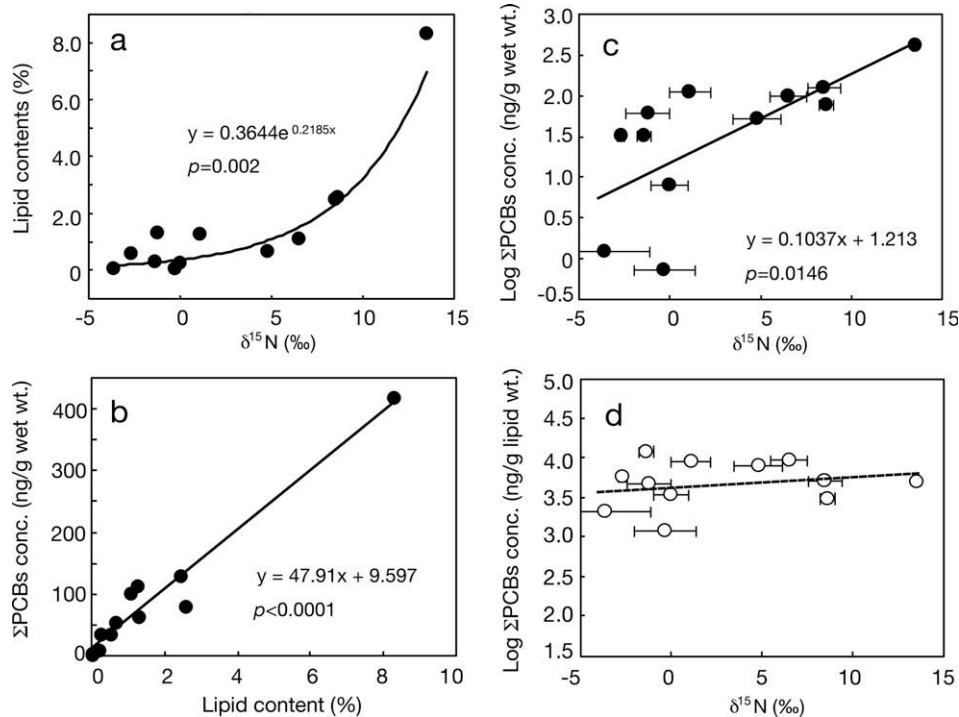 a
Lipid contents (%)
8.0
6.0
4.0
2.0
0
y = 0.3644e^0.2185x
p=0.002
-5 0 5 10 15
δ¹⁵N (‰)
c
Log ΣPCBs conc. (ng/g wet wt.)
3.0
2.5
2.0
1.5
1.0
0.5
0
-0.5
y = 0.1037x + 1.213
p=0.0146
-5 0 5 10 15
δ¹⁵N (‰)
b
ΣPCBs conc. (ng/g wet wt.)
400
300
200
100
0
y = 47.91x + 9.597
p<0.0001
0 2 4 6 8 10
Lipid content (%)
d
Log ΣPCBs conc. (ng/g lipid wt.)
5.0
4.5
4.0
3.5
3.0
2.5
2.0
1.5
-5 0 5 10 15
δ¹⁵N (‰)